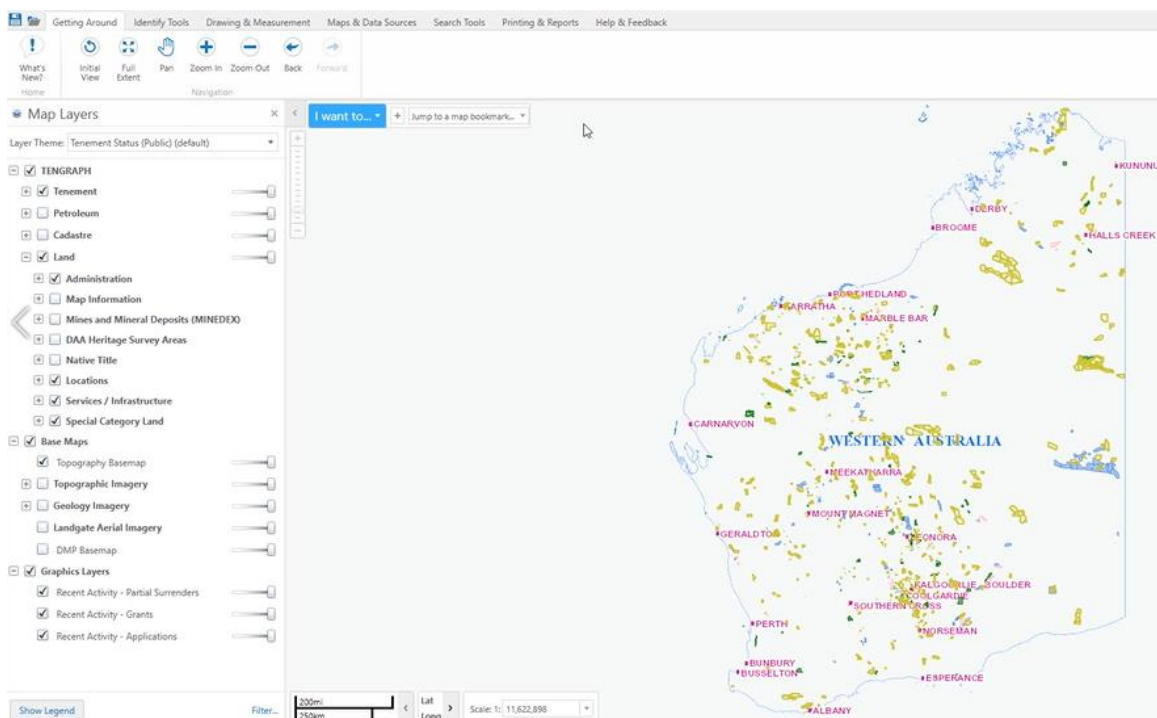 Getting Around Identify Tools Drawing & Measurement Maps & Data Sources Search Tools Printing & Reports Help & Feedback
What's New?
Initial View
Full Extent
Pan
Zoom In
Zoom Out
Back
Forward
Home
Navigation
Map Layers
I want to...
Jump to a map bookmark...
Layer Theme: Tenement Status (Public) (default)
TENGRAPH
Tenement
Petroleum
Cadastre
Land
Administration
Map Information
Mines and Mineral Deposits (MINEDEX)
DAA Heritage Survey Areas
Native Title
Locations
Services / Infrastructure
Special Category Land
Base Maps
Topography Basemap
Topographic Imagery
Geology Imagery
Landgate Aerial Imagery
DMP Basemap
Graphics Layers
Recent Activity - Partial Surrenders
Recent Activity - Grants
Recent Activity - Applications
Show Legend
Filter...
KUNUNU
DERBY
BROOME
HALLS CREEK
PORT HEDLAND
KARRATHA
MARBLE BAR
CARNARVON
WESTERN AUSTRALIA
MEEKATHARRA
MOUNT MAGNET
GERALDTON
LEONORA
KALGOORLIE BOULDER
COOLGARDIE
SOUTHERN CROSS
PERTH
NORSEMAN
BUNBURY
BUSSELTON
ESPERANCE
ALBANY
200mi
250km
Lat
Long
Scale: 1: 11,622,898